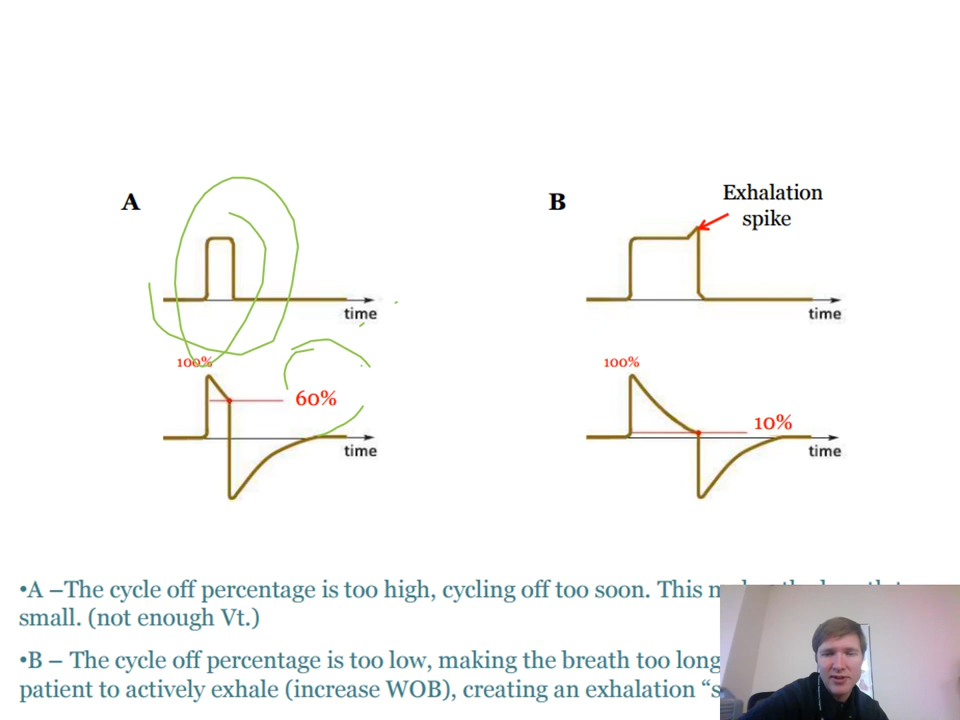 A
B
Exhalation
spike
time
time
100%
100%
60%
10%
time
time
•A –The cycle off percentage is too high, cycling off too soon. This
small. (not enough Vt.)
•B – The cycle off percentage is too low, making the breath too long
patient to actively exhale (increase WOB), creating an exhalation “s